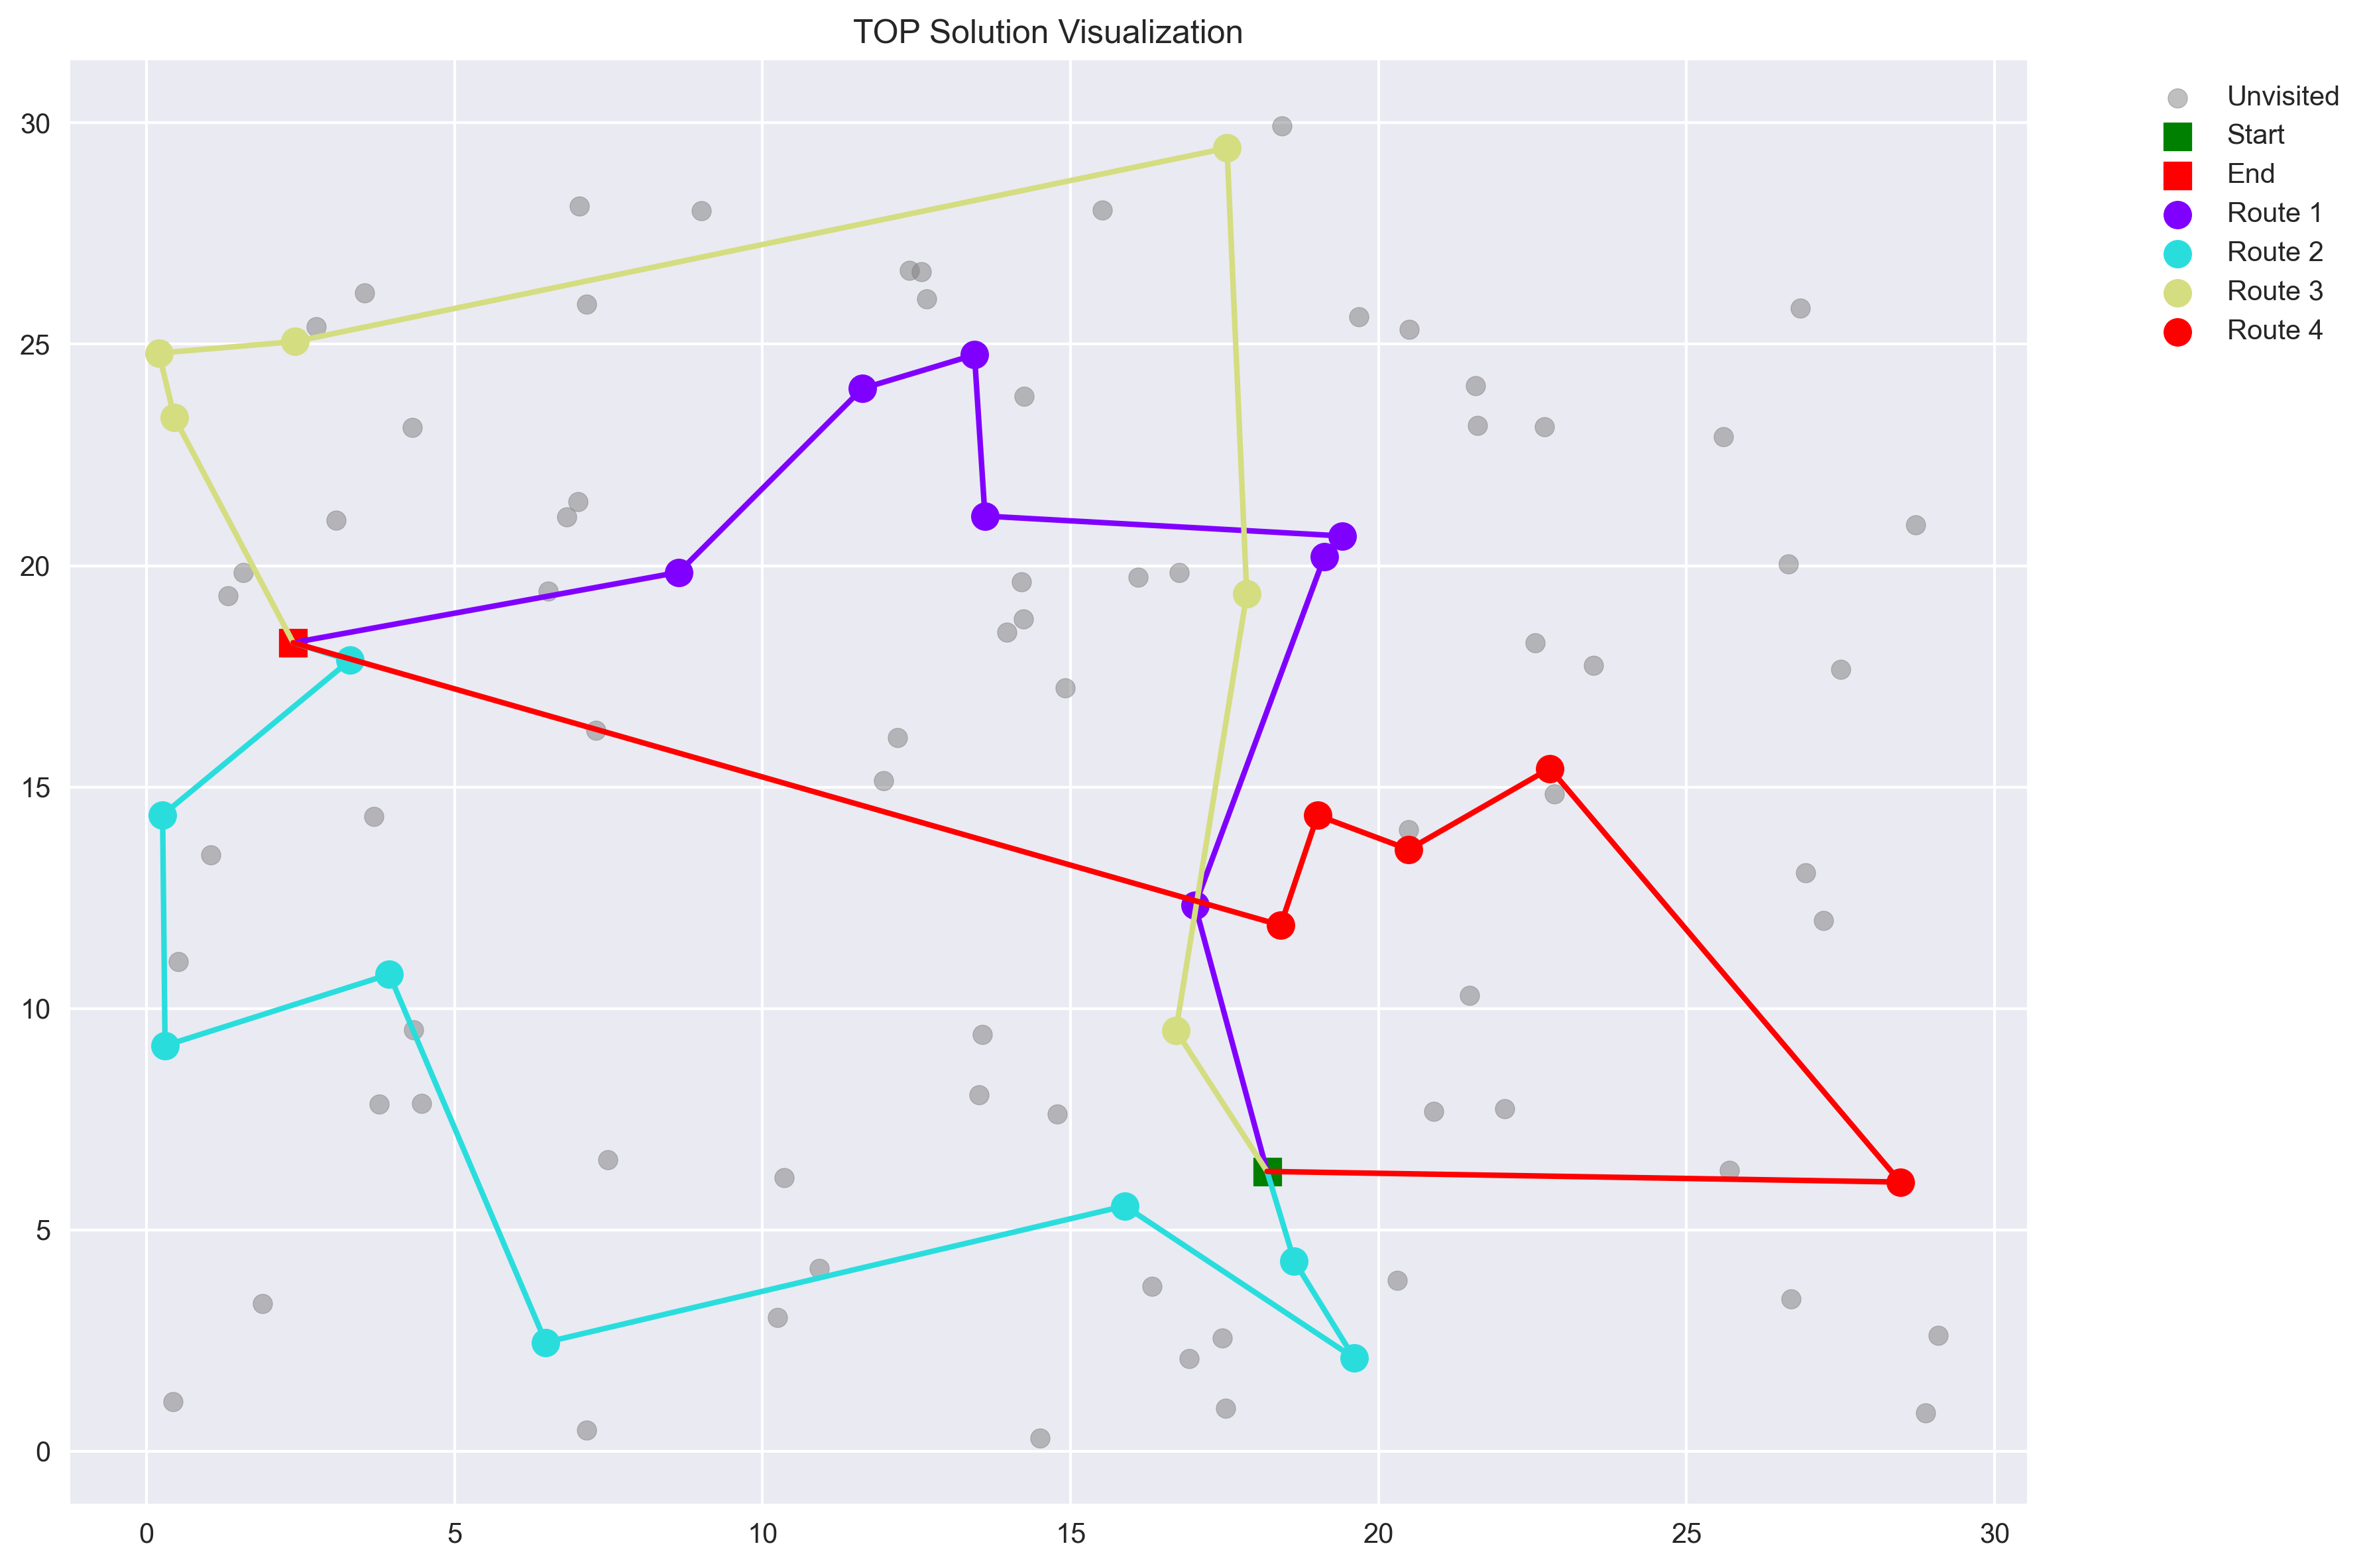 TOP Solution Visualization
Unvisited
Start
End
Route 1
Route 2
Route 3
Route 4
30
25
20
15
10
5
0
0 5 10 15 20 25 30